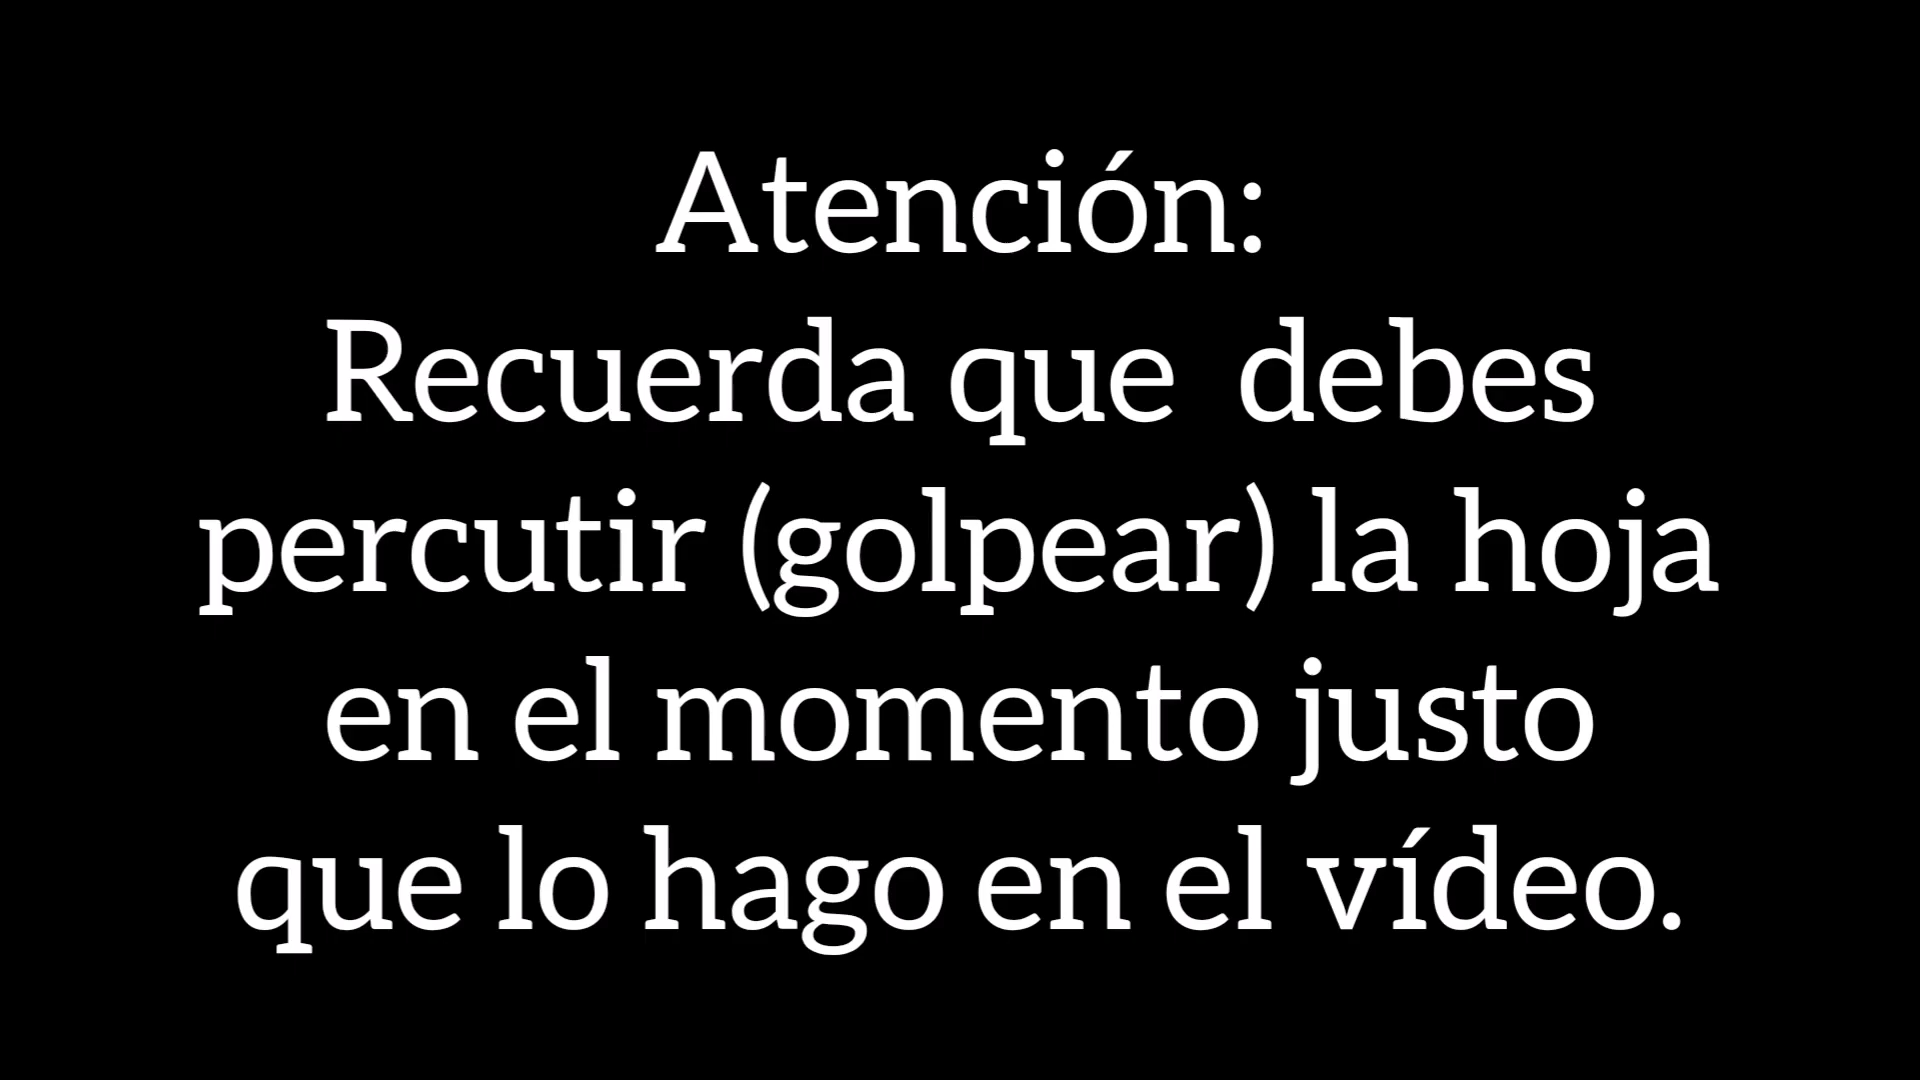 Atención:
Recuerda que  debes
percutir (golpear) la hoja
en el momento justo
que lo hago en el vídeo.